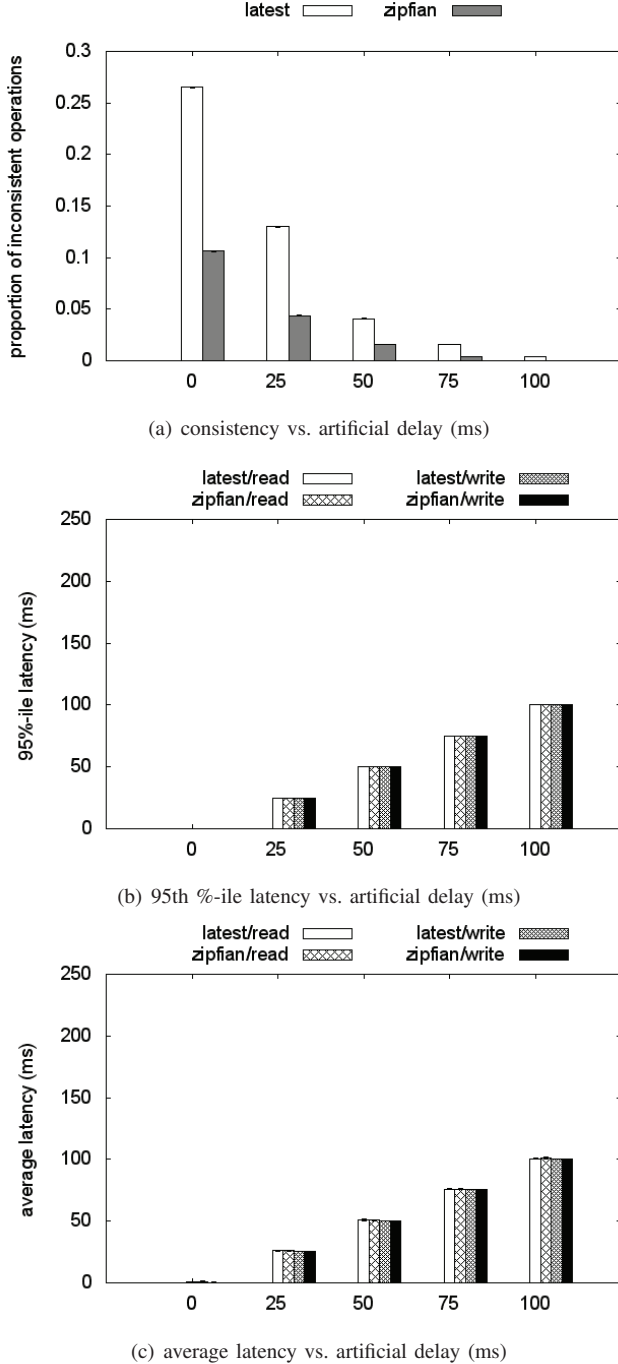 latest zipfian
0.3
0.25
0.2
0.15
0.1
0.05
0
proportion of inconsistent operations
0 25 50 75 100
(a) consistency vs. artificial delay (ms)
latest/read latest/write
zipfian/read zipfian/write
250
200
150
100
50
0
95%-ile latency (ms)
0 25 50 75 100
(b) 95th %-ile latency vs. artificial delay (ms)
latest/read latest/write
zipfian/read zipfian/write
250
200
150
100
50
0
average latency (ms)
0 25 50 75 100
(c) average latency vs. artificial delay (ms)